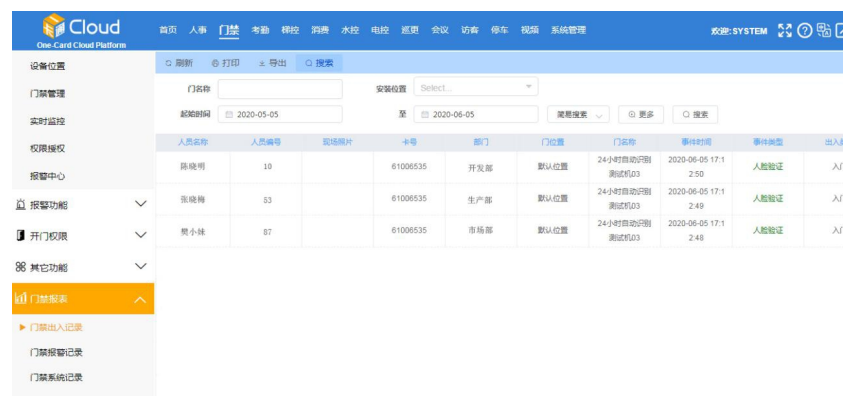 Cloud
One-Card Cloud Platform
首页 人事 门禁 考勤 梯控 消费 水控 电控 巡更 会议 访客 停车 视频 系统管理
欢迎: SYSTEM
设备位置
门禁管理
实时监控
权限授权
报警中心
报警功能
开门权限
其它功能
门禁报表
门禁出入记录
门禁报警记录
门禁系统记录
刷新 打印 导出 搜索
门名称 安装位置 Select...
起始时间 2020-05-05 至 2020-06-05 简易搜索 更多 搜索
人员名称 人员编号 现场照片 卡号 部门 门位置 门名称 事件时间 事件类型
陈晓明 10 61006535 开发部 默认位置 24小时自动识别 2020-06-05 17:1 人脸验证
测试机03 2:50
张晓梅 53 61006535 生产部 默认位置 24小时自动识别 2020-06-05 17:1 人脸验证
测试机03 2:49
樊小妹 87 61006535 市场部 默认位置 24小时自动识别 2020-06-05 17:1 人脸验证
测试机03 2:48